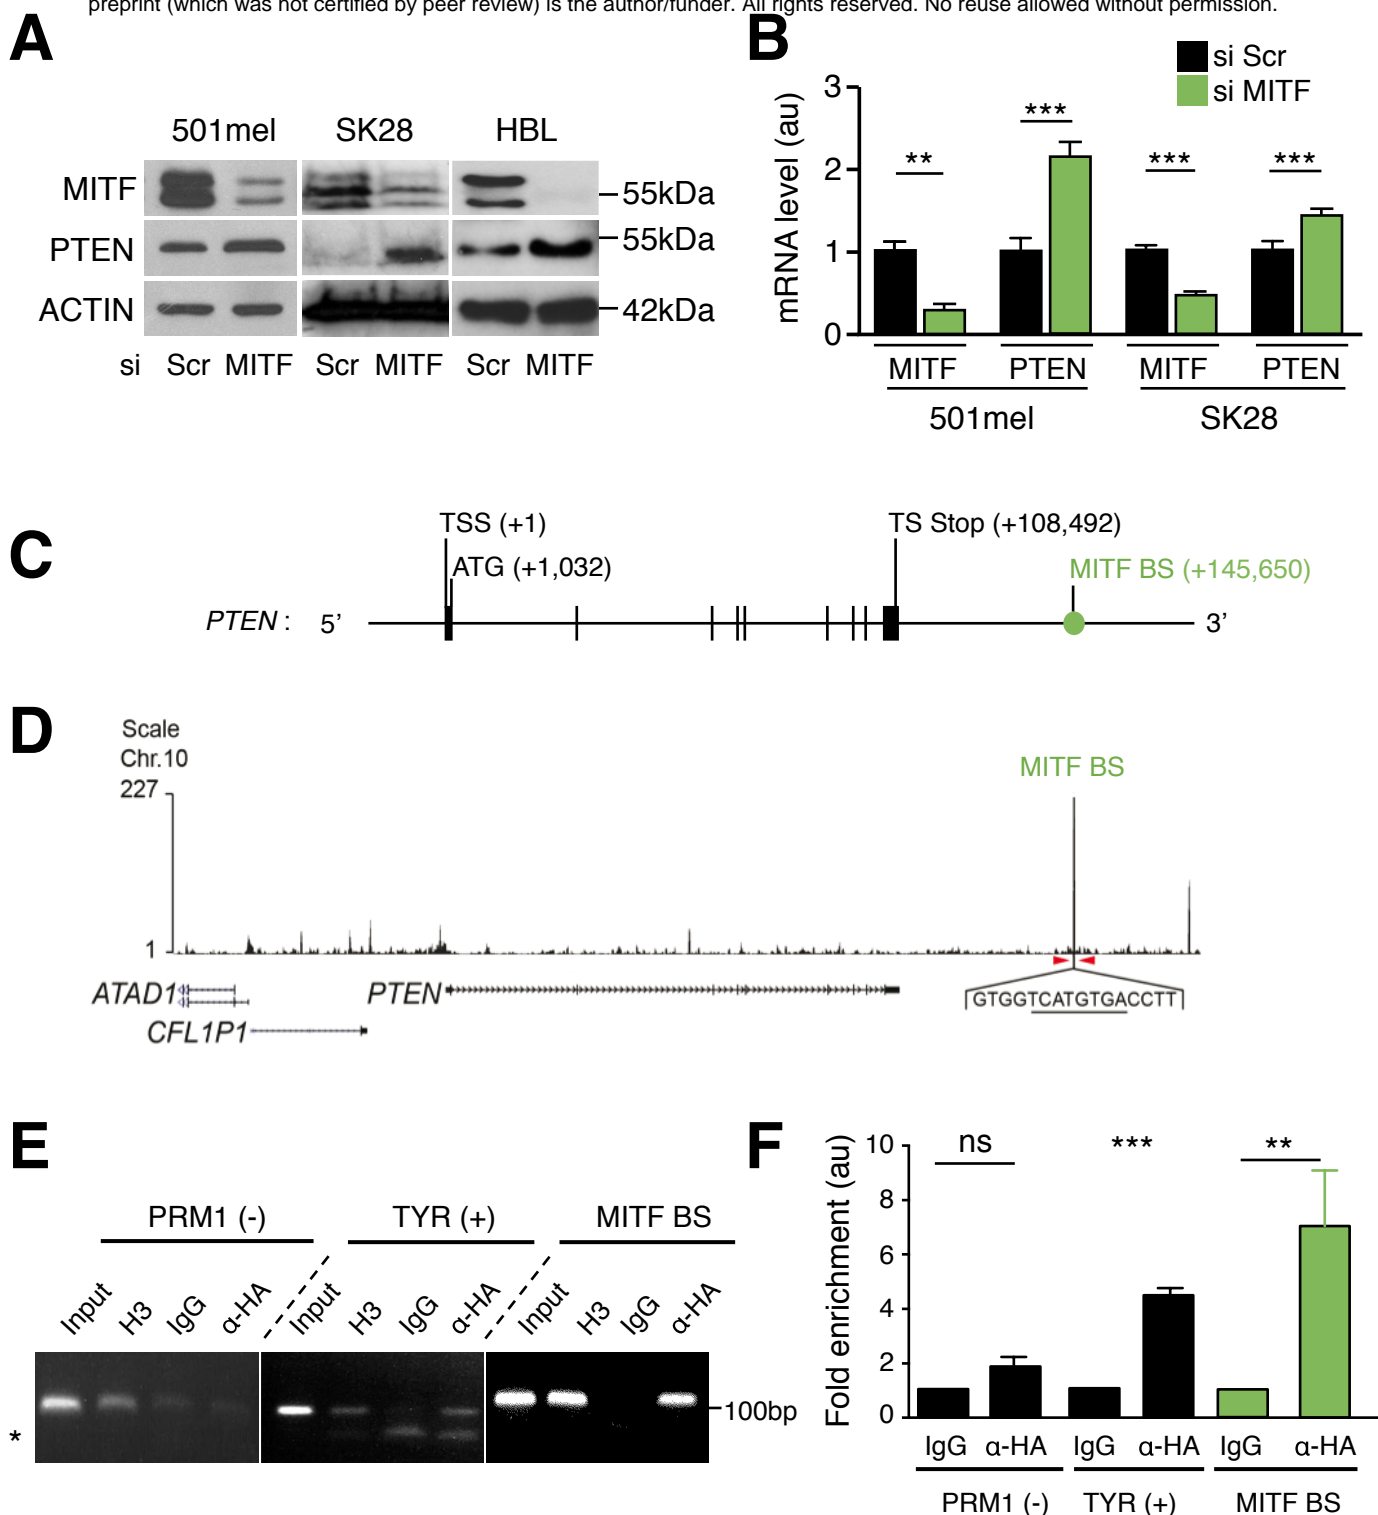 preprint (which was not certified by peer review) is the author/funder. All rights reserved. No reuse allowed without permission.
A
501mel SK28 HBL
MITF
55kDa
PTEN
55kDa
ACTIN
42kDa
si Scr MITF Scr MITF Scr MITF
B
si Scr
si MITF
mRNA level (au)
3
2
1
0
** *** *** ***
MITF PTEN MITF PTEN
501mel SK28
C
TSS (+1)
TS Stop (+108,492)
ATG (+1,032)
MITF BS (+145,650)
PTEN : 5’ 3’
D
Scale
Chr.10
227
1
MITF BS
ATAD1
PTEN
GTGGTCATGTGACCTT
CFL1P1
E
PRM1 (-) TYR (+) MITF BS
Input H3 IgG α-HA Input H3 IgG α-HA Input H3 IgG α-HA
100bp
*
F
Fold enrichment (au)
10
8
6
4
2
0
ns *** **
IgG α-HA IgG α-HA IgG α-HA
PRM1 (-) TYR (+) MITF BS